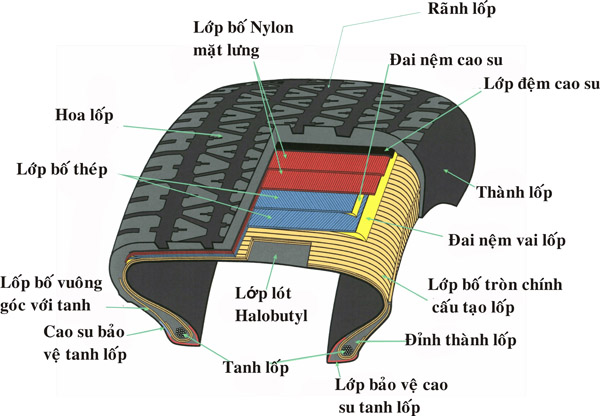 Rãnh lốp
Lớp bố Nylon
mặt lưng
Đai nệm cao su
Lớp đệm cao su
Hoa lốp
Lớp bố thép
Thành lốp
Đai nệm vai lốp
Lốp bố vuông
góc với tanh
Lớp lót
Halobutyl
Lớp bố tròn chính
cấu tạo lốp
Cao su bảo
vệ tanh lốp
Tanh lốp
Đỉnh thành lốp
Lớp bảo vệ cao
su tanh lốp